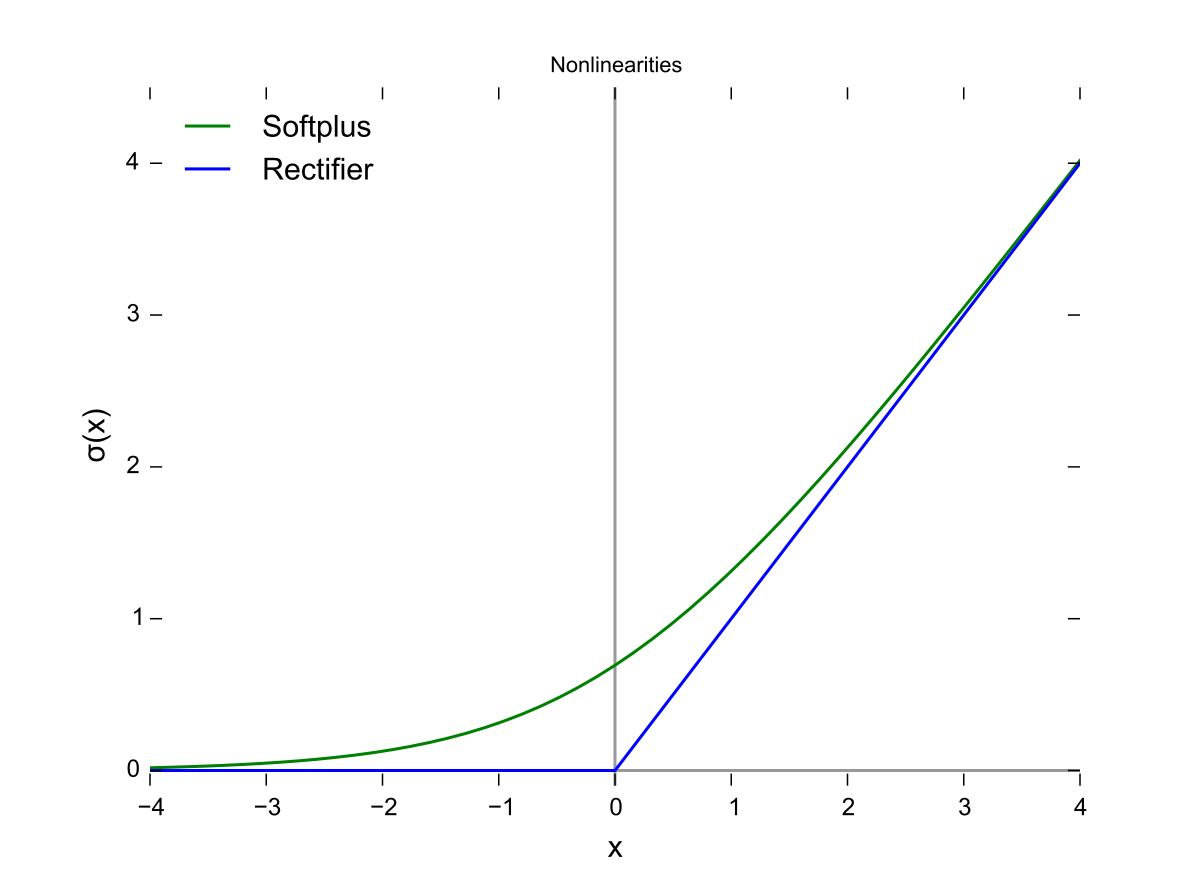 Nonlinearities
Softplus
Rectifier
4
3
2
1
0
σ(x)
−4 −3 −2 −1 0 1 2 3 4
x